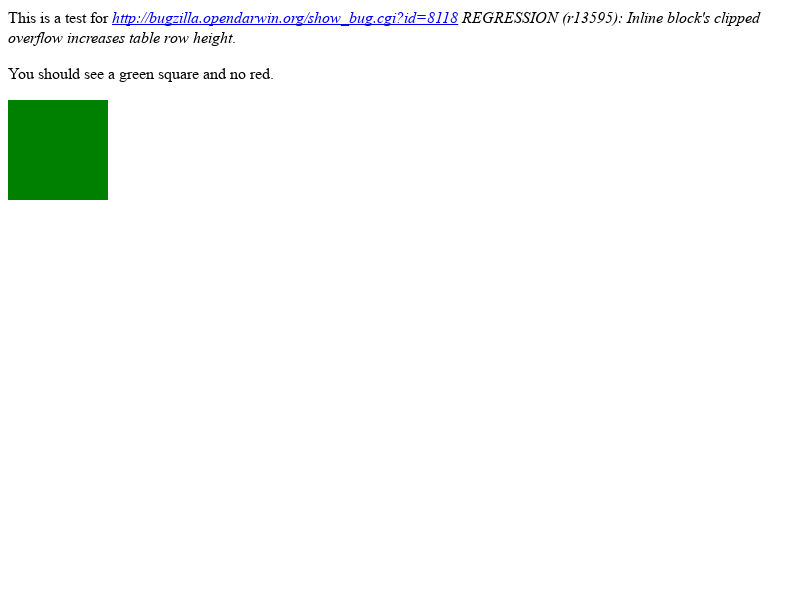 This is a test for http://bugzilla.opendarwin.org/show_bug.cgi?id=8118 REGRESSION (r13595): Inline block's clipped
overflow increases table row height.
You should see a green square and no red.